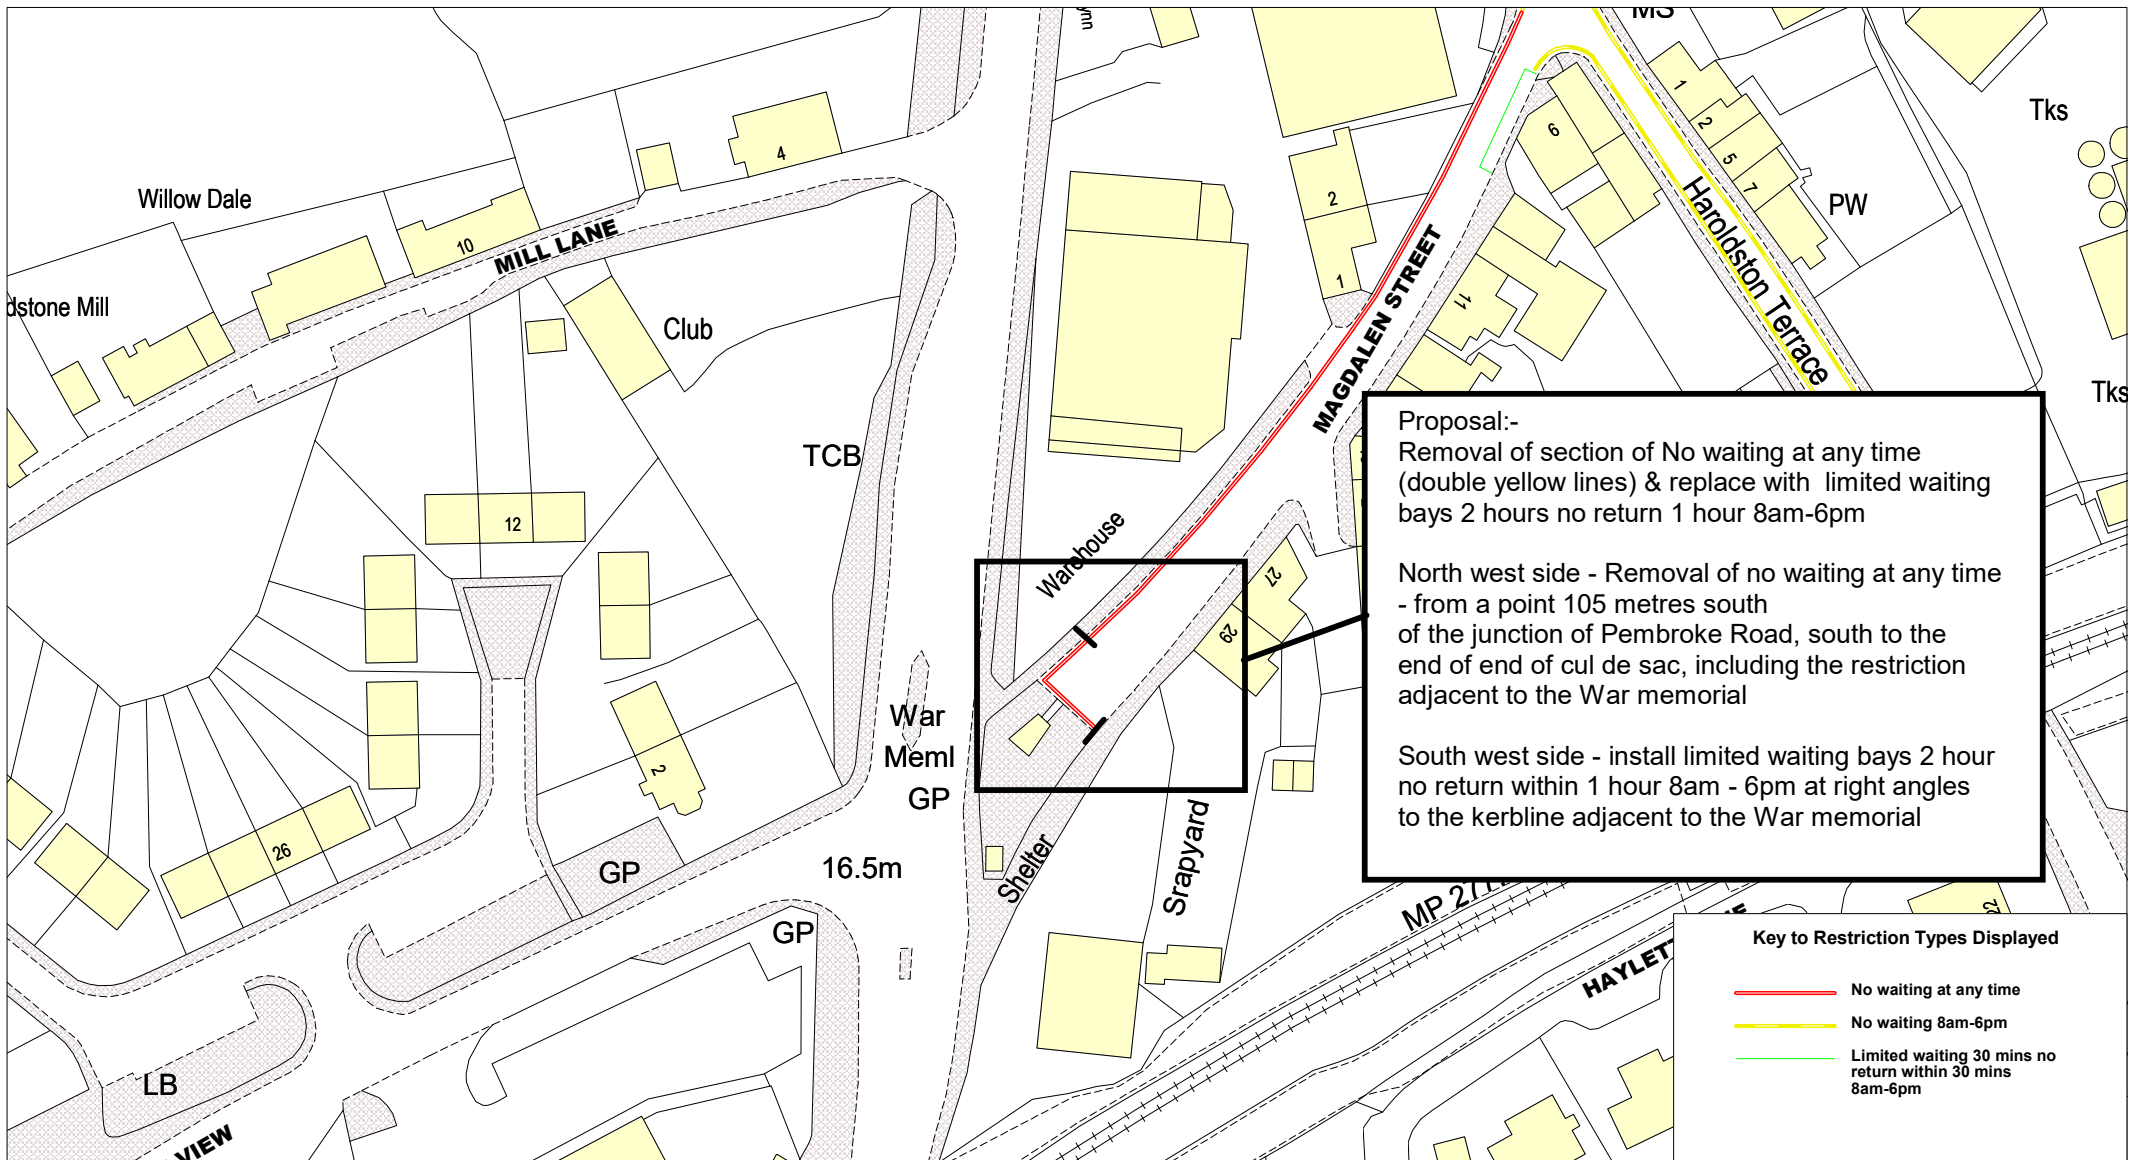 ynn
MS
Tks
4
1
2
5
7
6
Willow Dale
2
PW
Haroldston Terrace
10
MILL LANE
1
MAGDALEN STREET
11
dstone Mill
Club
Tks
TCB
12
Warehouse
27
29
Proposal:-
Removal of section of No waiting at any time
(double yellow lines) & replace with limited waiting
bays 2 hours no return 1 hour 8am-6pm
North west side - Removal of no waiting at any time
- from a point 105 metres south
of the junction of Pembroke Road, south to the
end of end of cul de sac, including the restriction
adjacent to the War memorial
South west side - install limited waiting bays 2 hour
no return within 1 hour 8am - 6pm at right angles
to the kerbline adjacent to the War memorial
War
Meml
GP
2
26
GP
16.5m
Shelter
Srapyard
MP 277.
GP
22
HAYLETT
LB
VIEW
Key to Restriction Types Displayed
No waiting at any time
No waiting 8am-6pm
Limited waiting 30 mins no
return within 30 mins
8am-6pm